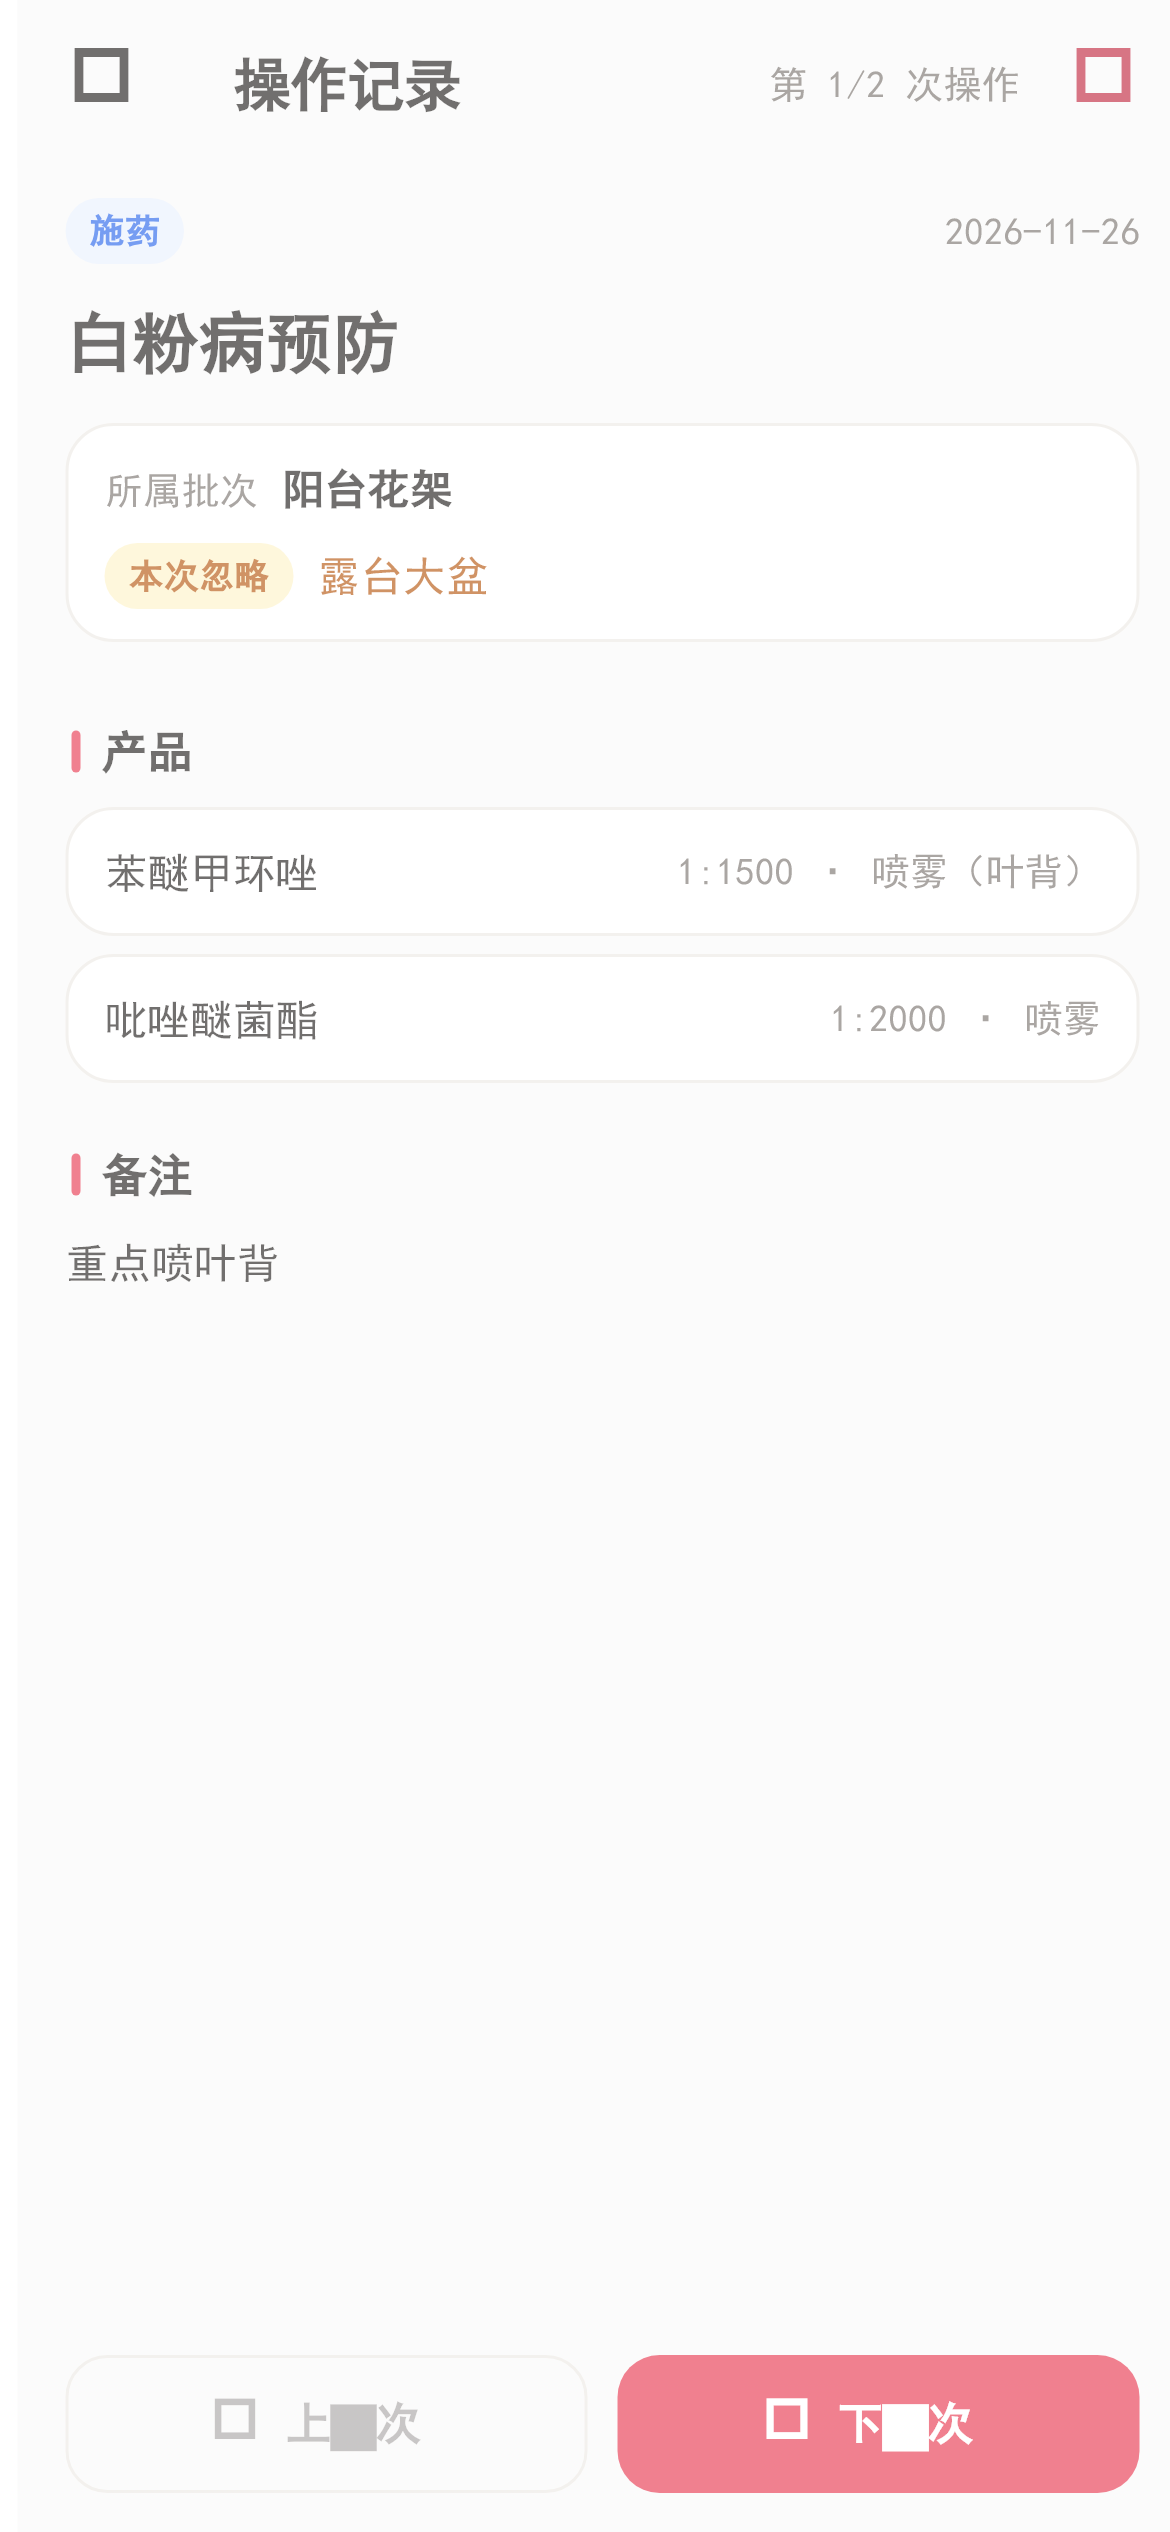 操作记录
第 1/2 次操作
施药
2026-11-26
白粉病预防
所属批次 阳台花架
本次忽略 露台大盆
产品
苯醚甲环唑
1:1500 · 喷雾（叶背）
吡唑醚菌酯
1:2000 · 喷雾
备注
重点喷叶背
上 次
下 次